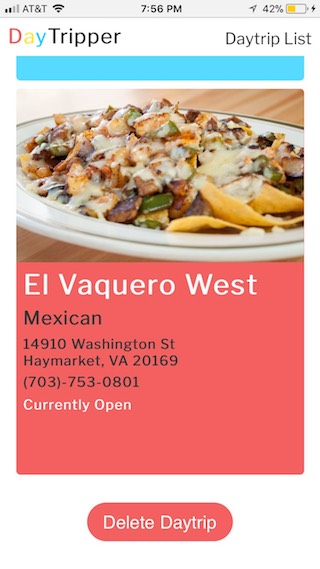 AT&T 7:56 PM 42%
DayTripper Daytrip List
El Vaquero West
Mexican
14910 Washington St
Haymarket, VA 20169
(703)-753-0801
Currently Open
Delete Daytrip